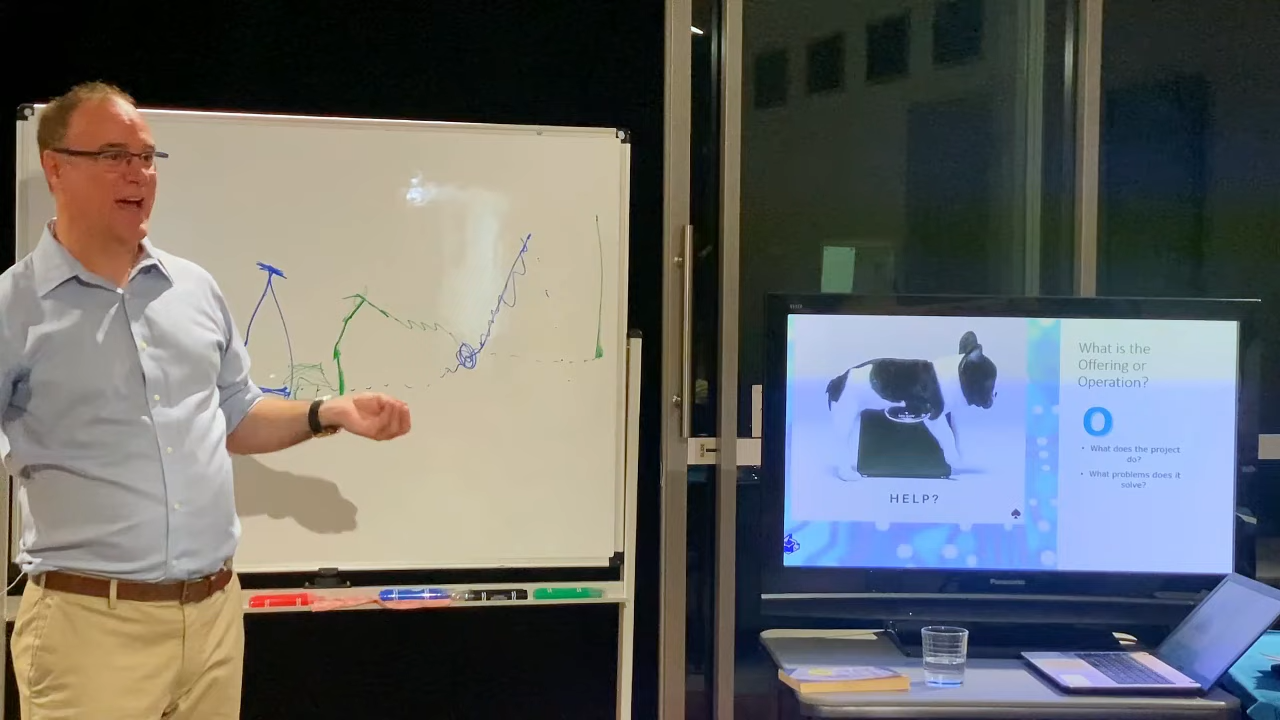 What is the
Offering or
Operation?
O
• What does the project
do?
• What problems does it
solve?
HELP?
Panasonic